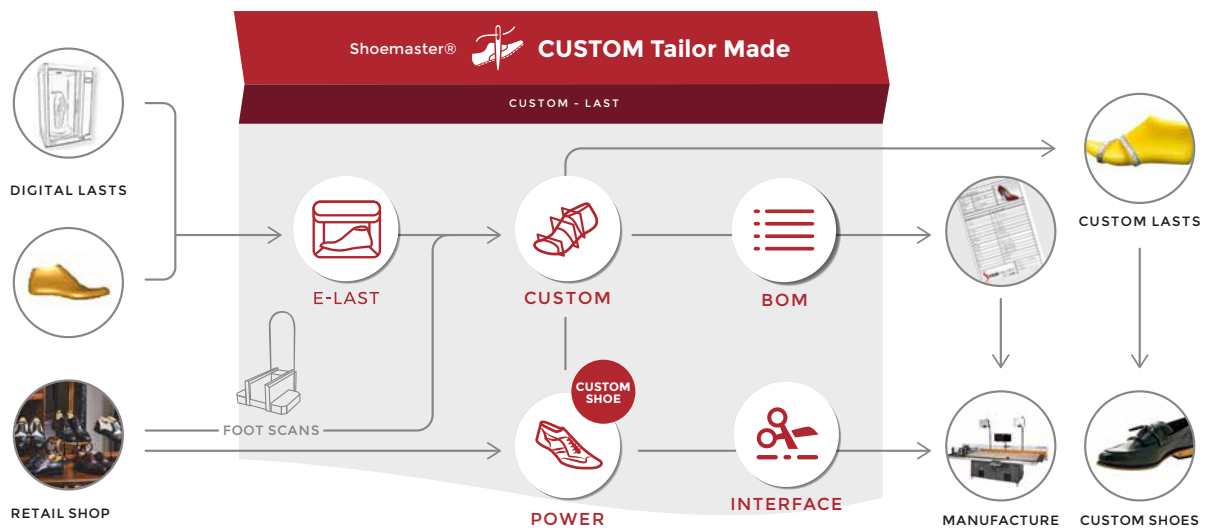 Shoemaster® CUSTOM Tailor Made
CUSTOM - LAST
DIGITAL LASTS
CUSTOM LASTS
E-LAST
CUSTOM
BOM
CUSTOM
SHOE
FOOT SCANS
RETAIL SHOP
POWER
INTERFACE
MANUFACTURE
CUSTOM SHOES